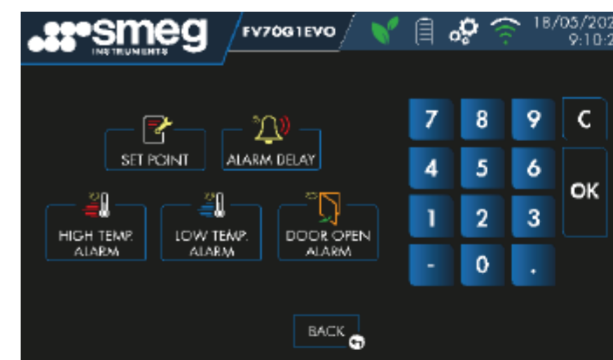 smeg
INSTRUMENTS
FV70G1EVO
18/05/202
9:10:2
SET POINT
ALARM DELAY
HIGH TEMP.
ALARM
LOW TEMP.
ALARM
DOOR OPEN
ALARM
7 8 9 C
4 5 6 OK
1 2 3
- 0 .
BACK